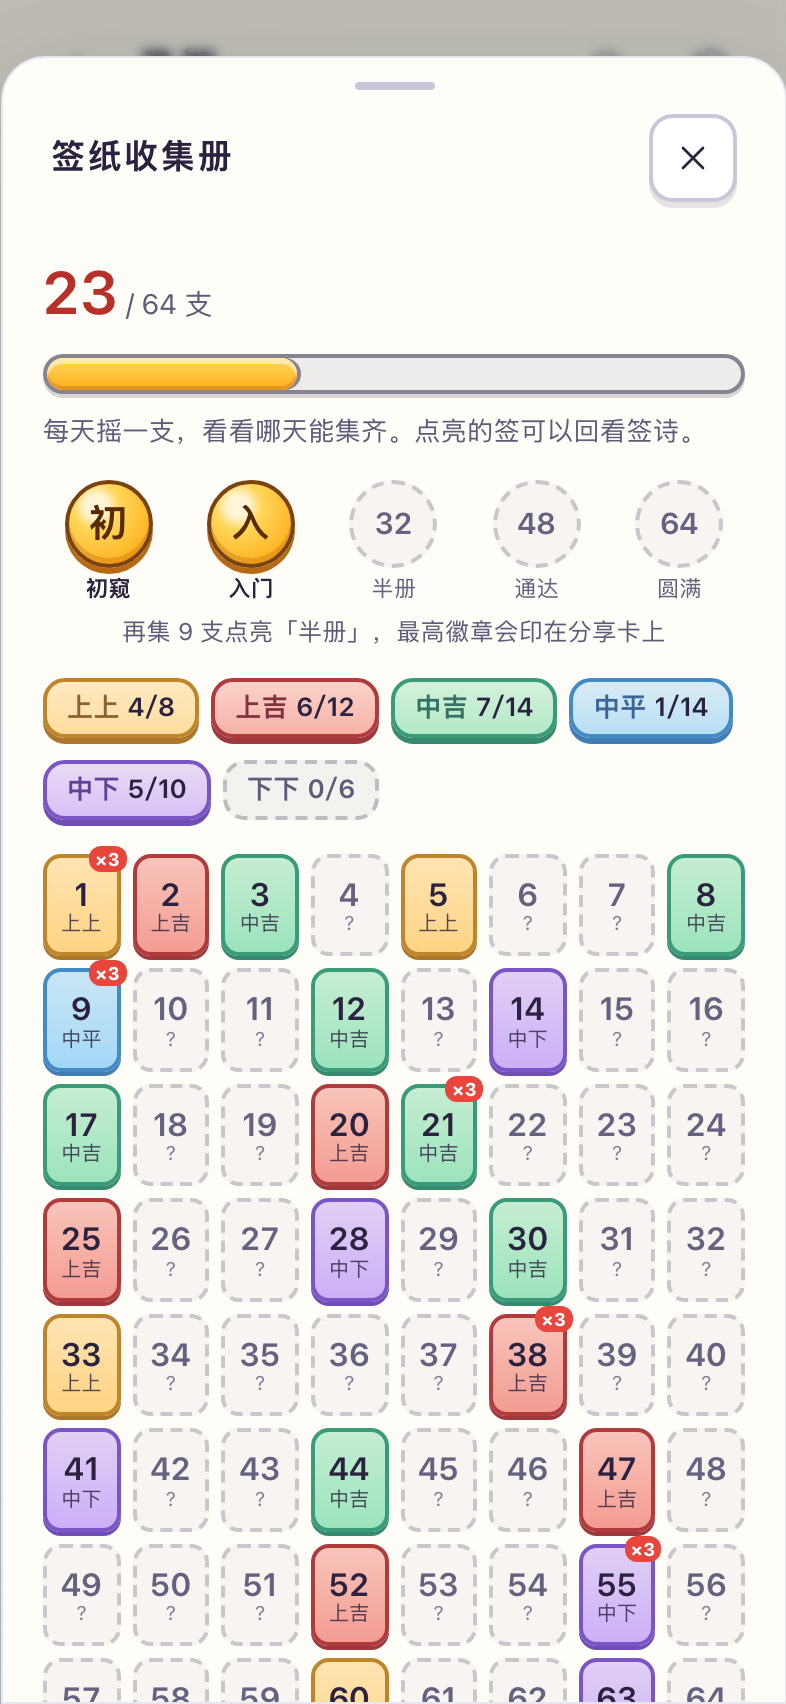 签纸收集册
23 / 64 支
每天摇一支，看看哪天能集齐。点亮的签可以回看签诗。
初 入 32 48 64
初窥 入门 半册 通达 圆满
再集 9 支点亮「半册」，最高徽章会印在分享卡上
上上 4/8 上吉 6/12 中吉 7/14 中平 1/14
中下 5/10 下下 0/6
×3
1 2 3 4 5 6 7 8
上上 上吉 中吉 ? 上上 ? ? 中吉
×3
9 10 11 12 13 14 15 16
中平 ? ? 中吉 ? 中下 ? ?
×3
17 18 19 20 21 22 23 24
中吉 ? ? 上吉 中吉 ? ? ?
25 26 27 28 29 30 31 32
上吉 ? ? 中下 ? 中吉 ? ?
×3
33 34 35 36 37 38 39 40
上上 ? ? ? ? 上吉 ? ?
41 42 43 44 45 46 47 48
中下 ? ? 中吉 ? ? 上吉 ?
×3
49 50 51 52 53 54 55 56
? ? ? 上吉 ? ? 中下 ?
57 58 59 60 61 62 63 64